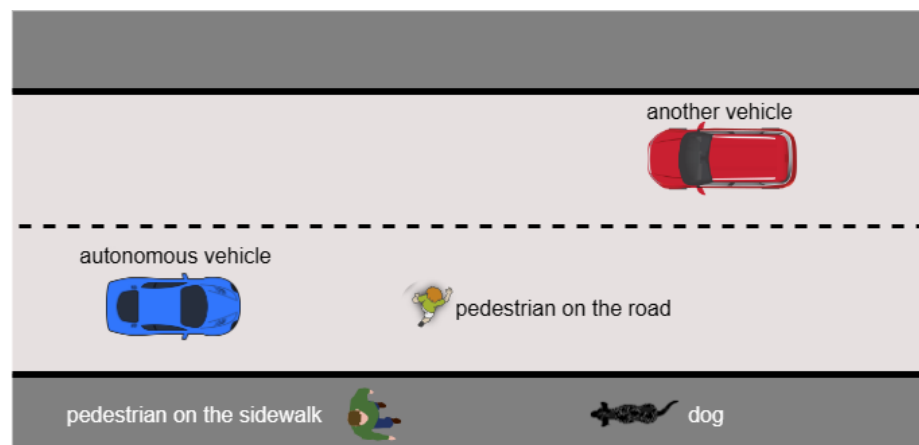 another vehicle
autonomous vehicle
pedestrian on the road
pedestrian on the sidewalk
dog